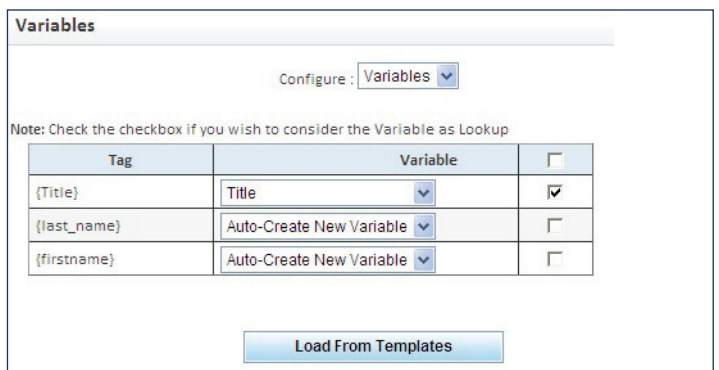 Variables
Configure : Variables
Note: Check the checkbox if you wish to consider the Variable as Lookup
Tag Variable
{Title} Title
{last_name} Auto-Create New Variable
{firstname} Auto-Create New Variable
Load From Templates